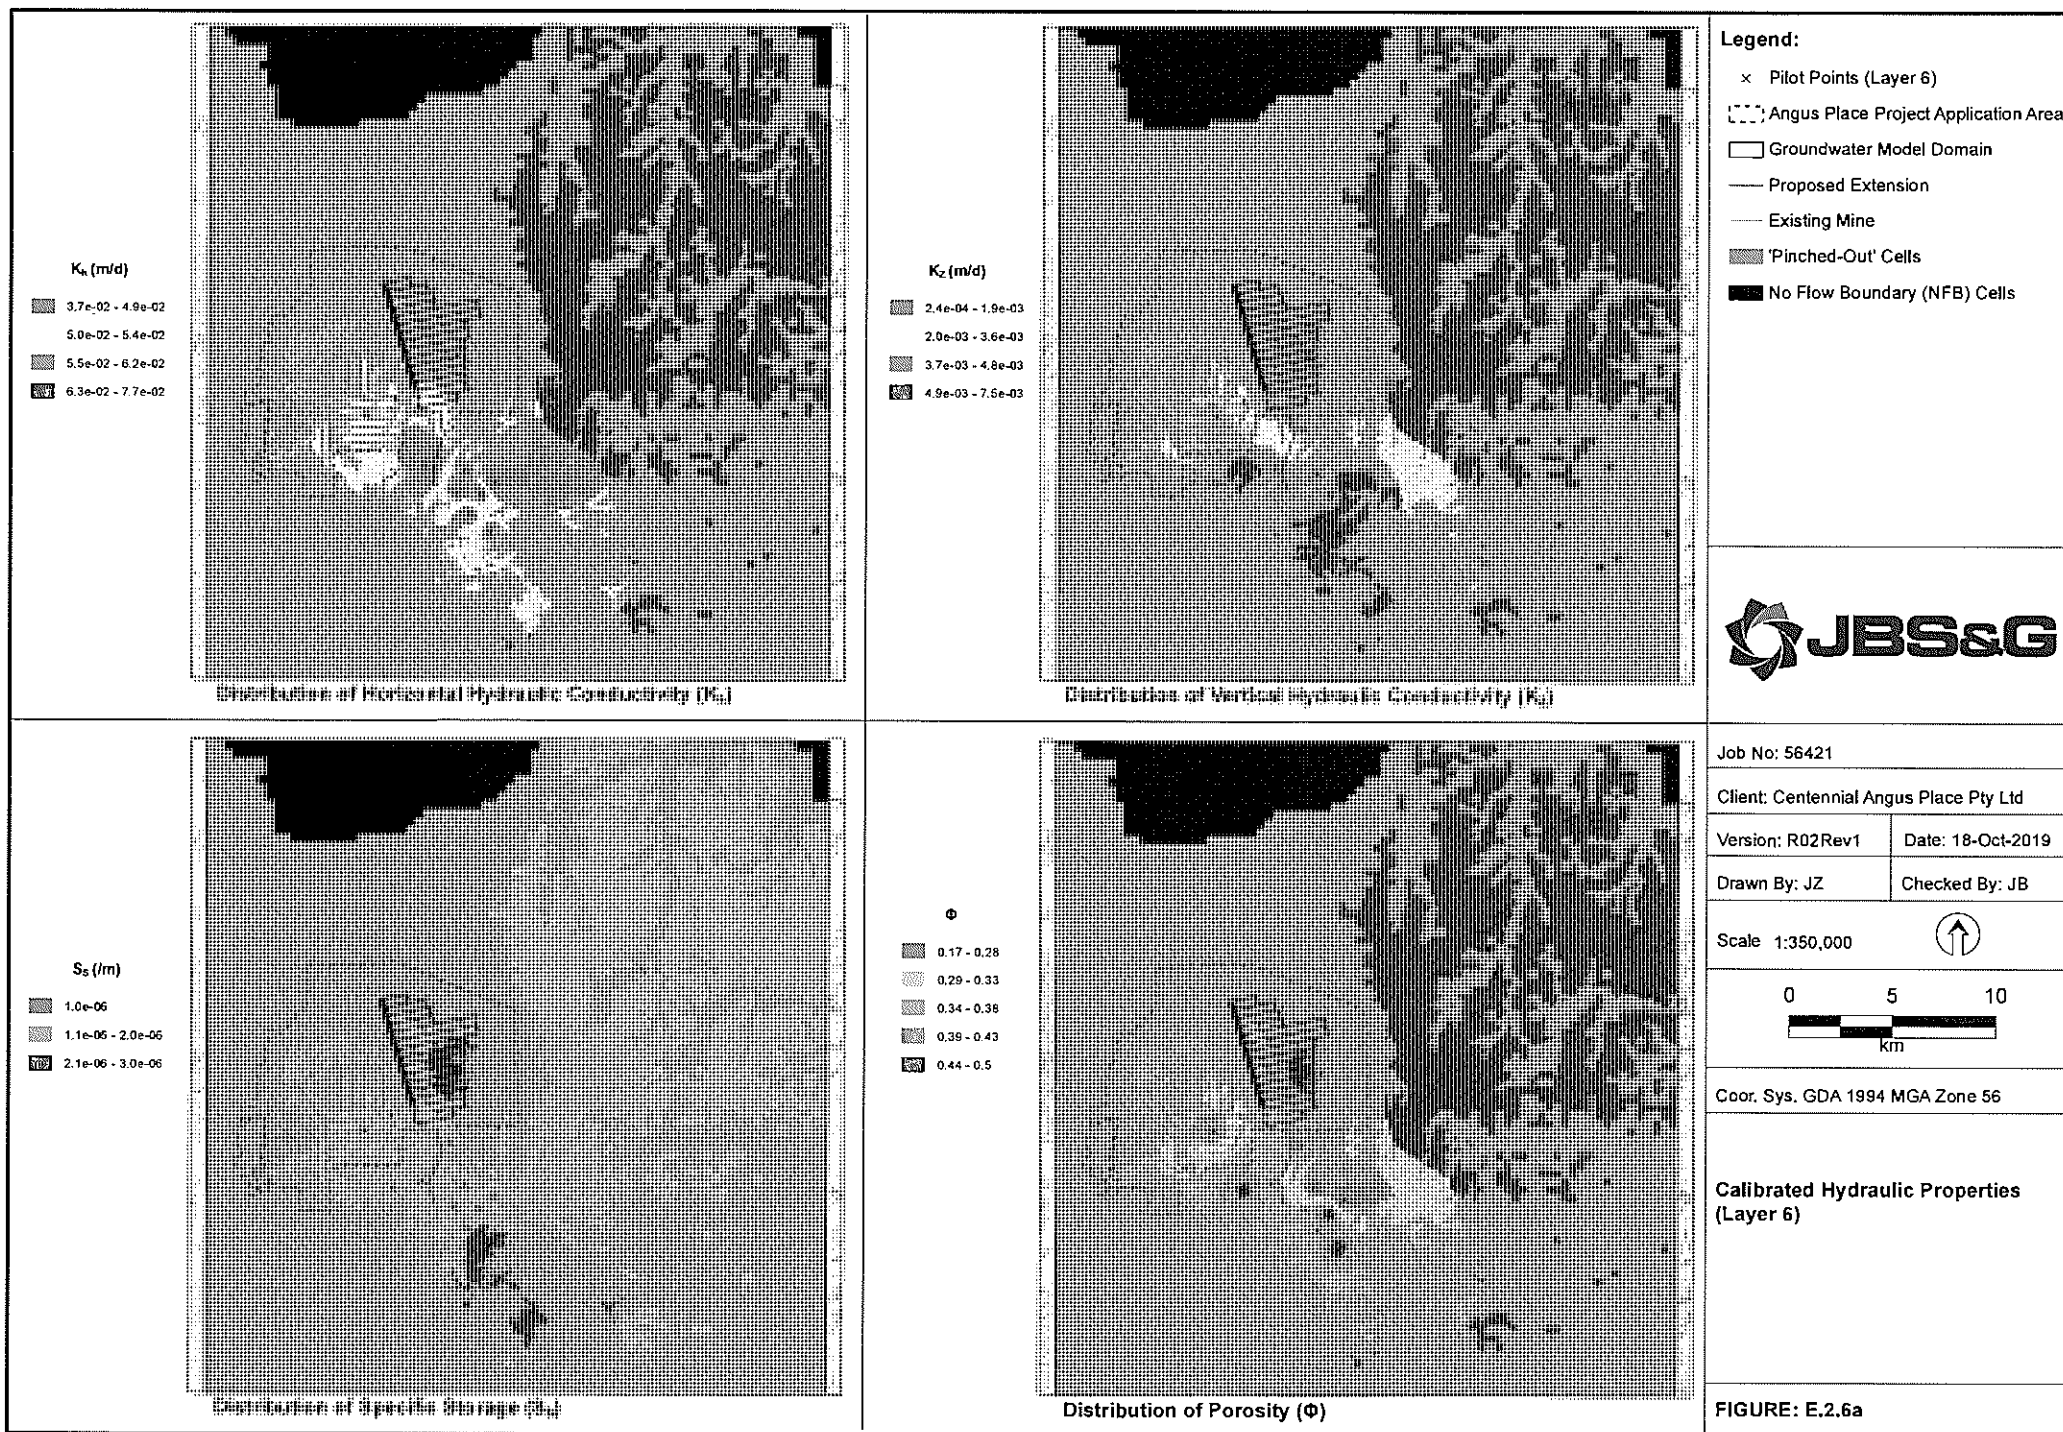 Kh (m/d)
3.7e-02 - 4.9e-02
5.0e-02 - 5.4e-02
5.5e-02 - 6.2e-02
6.3e-02 - 7.7e-02
Distribution of Horizontal Hydraulic Conductivity (Kh)
KZ (m/d)
2.4e-04 - 1.9e-03
2.0e-03 - 3.6e-03
3.7e-03 - 4.8e-03
4.9e-03 - 7.5e-03
Distribution of Vertical Hydraulic Conductivity (KZ)
SS (/m)
1.0e-06
1.1e-06 - 2.0e-06
2.1e-06 - 3.0e-06
Distribution of Specific Storage (SS)
Φ
0.17 - 0.28
0.29 - 0.33
0.34 - 0.38
0.39 - 0.43
0.44 - 0.5
Distribution of Porosity (Φ)
Legend:
× Pilot Points (Layer 6)
Angus Place Project Application Area
Groundwater Model Domain
Proposed Extension
Existing Mine
'Pinched-Out' Cells
No Flow Boundary (NFB) Cells
JBS&G
Job No: 56421
Client: Centennial Angus Place Pty Ltd
Version: R02Rev1 Date: 18-Oct-2019
Drawn By: JZ Checked By: JB
Scale 1:350,000
0 5 10
km
Coor. Sys. GDA 1994 MGA Zone 56
Calibrated Hydraulic Properties
(Layer 6)
FIGURE: E.2.6a